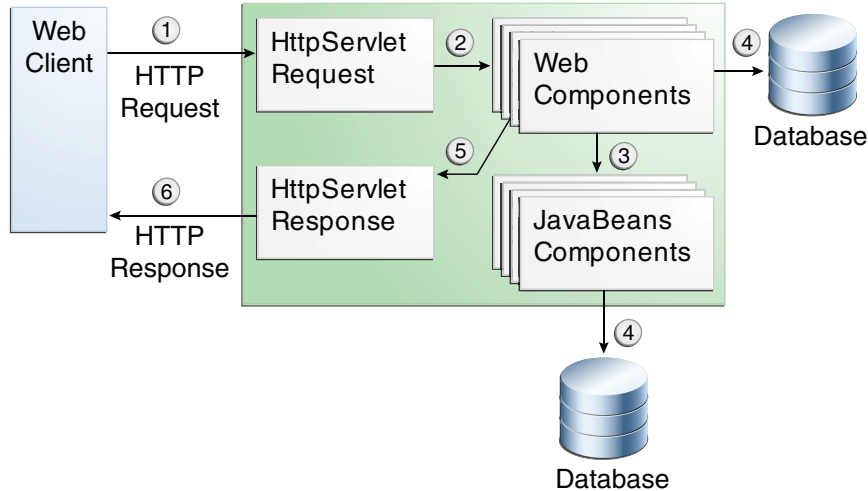 Web
Client
1
HTTP
Request
HttpServlet
Request
2
Web
Components
4
Database
3
5
HttpServlet
Response
6
HTTP
Response
JavaBeans
Components
4
Database